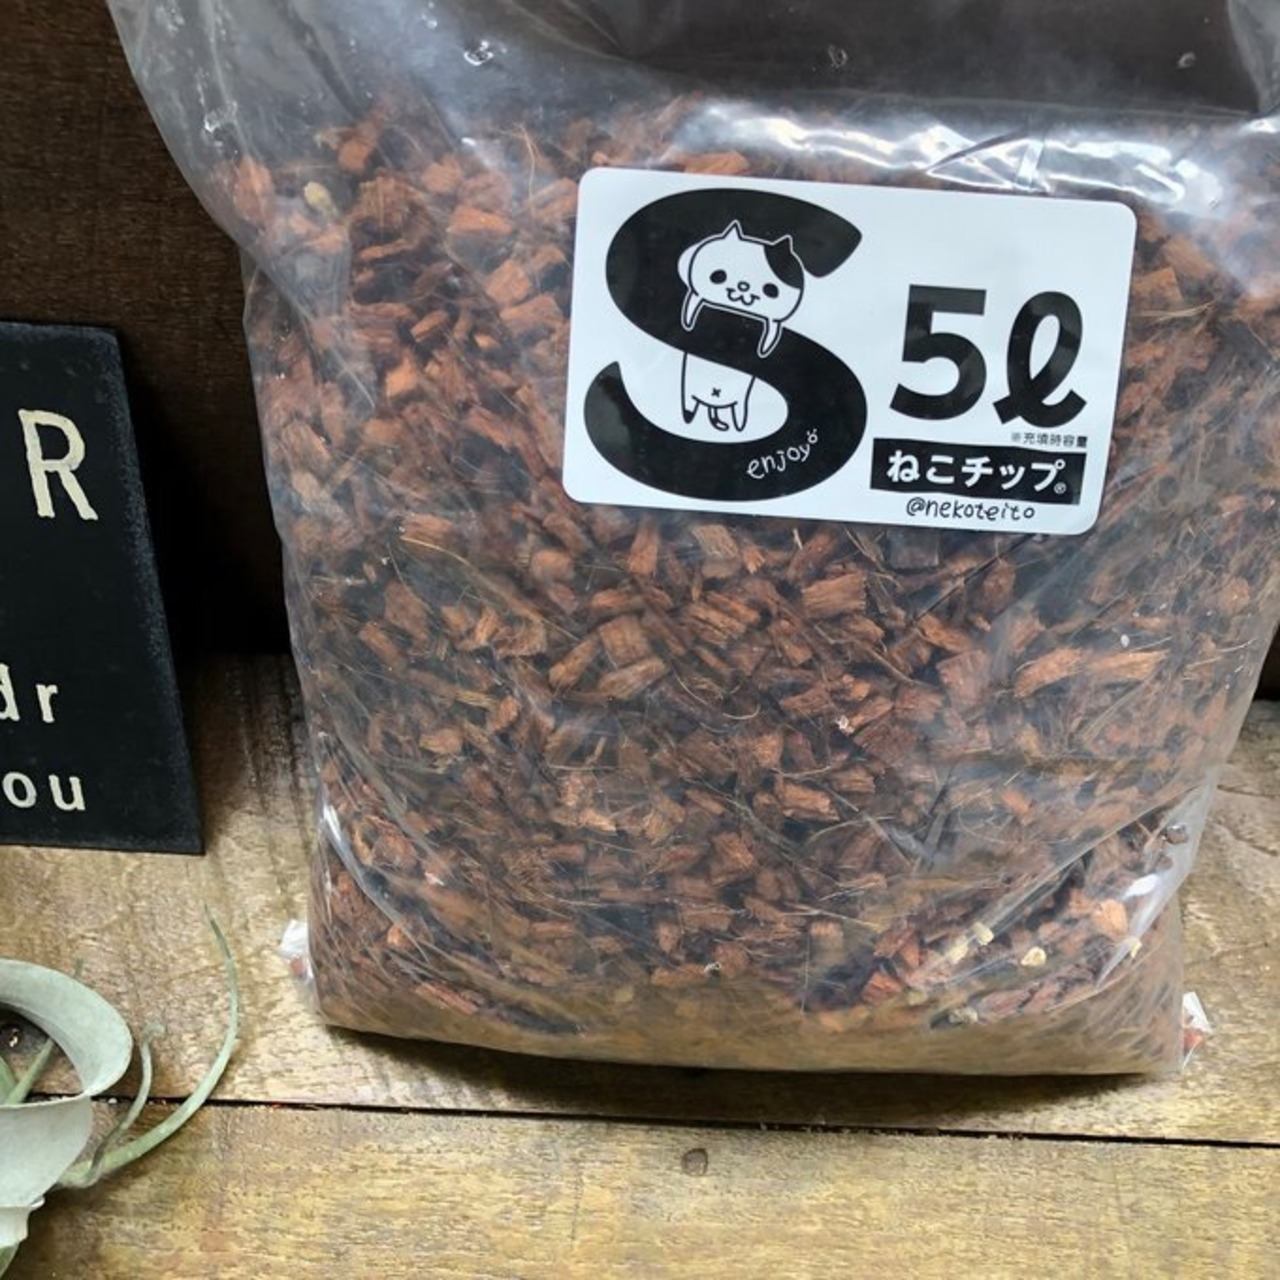 R
dr
ou
S
enjoy
5ℓ
※充填時容量
ねこチップ®
@nekoteito